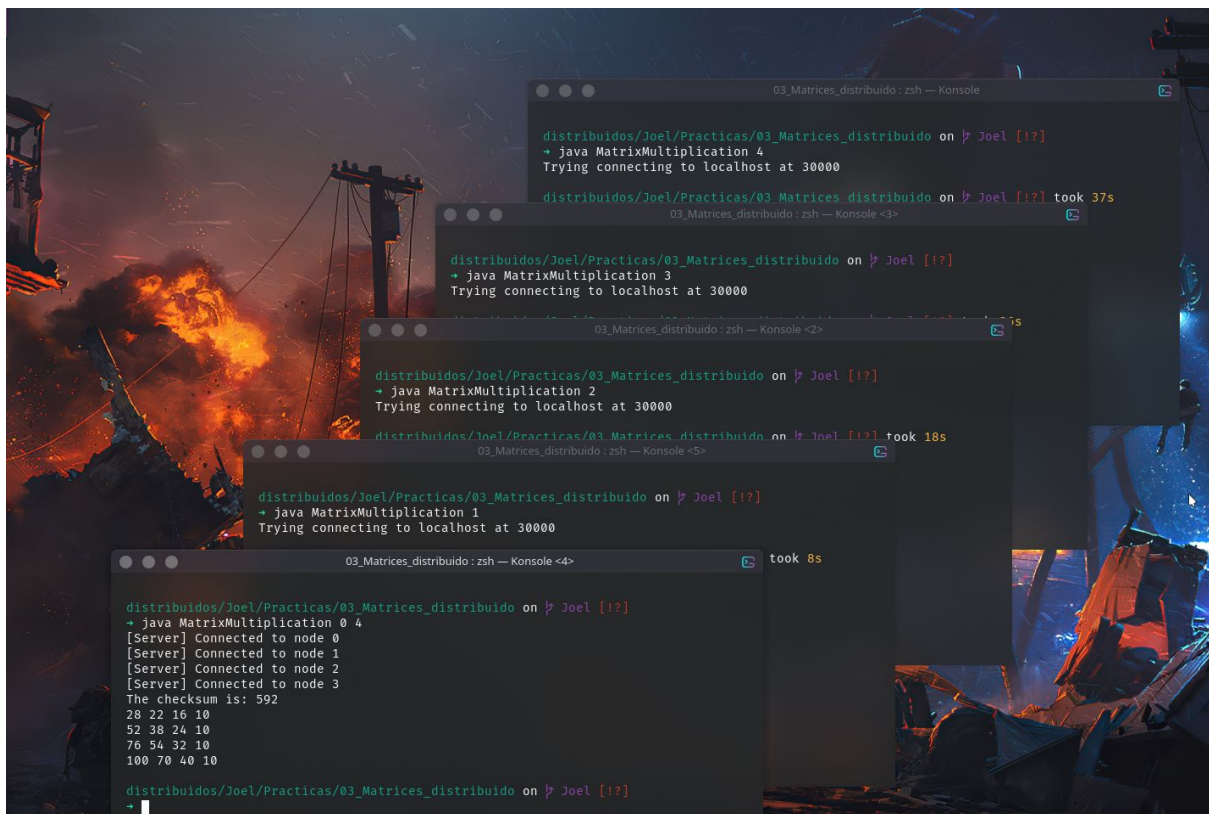 03_Matrices_distribuido : zsh — Konsole
distribuidos/Joel/Practicas/03_Matrices_distribuido on Joel [!?]
➜ java MatrixMultiplication 4
Trying connecting to localhost at 30000
distribuidos/Joel/Practicas/03_Matrices_distribuido on Joel [!?] took 37s
03_Matrices_distribuido : zsh — Konsole <3>
distribuidos/Joel/Practicas/03_Matrices_distribuido on Joel [!?]
➜ java MatrixMultiplication 3
Trying connecting to localhost at 30000
03_Matrices_distribuido : zsh — Konsole <2>
distribuidos/Joel/Practicas/03_Matrices_distribuido on Joel [!?]
➜ java MatrixMultiplication 2
Trying connecting to localhost at 30000
distribuidos/Joel/Practicas/03_Matrices_distribuido on Joel [!?] took 18s
03_Matrices_distribuido : zsh — Konsole <5>
distribuidos/Joel/Practicas/03_Matrices_distribuido on Joel [!?]
➜ java MatrixMultiplication 1
Trying connecting to localhost at 30000
took 8s
03_Matrices_distribuido : zsh — Konsole <4>
distribuidos/Joel/Practicas/03_Matrices_distribuido on Joel [!?]
➜ java MatrixMultiplication 0 4
[Server] Connected to node 0
[Server] Connected to node 1
[Server] Connected to node 2
[Server] Connected to node 3
The checksum is: 592
28 22 16 10
52 38 24 10
76 54 32 10
100 70 40 10
distribuidos/Joel/Practicas/03_Matrices_distribuido on Joel [!?]
➜